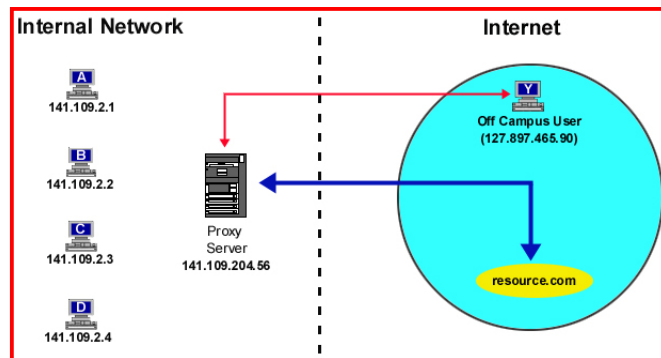 Internal Network
Internet
A
141.109.2.1
B
141.109.2.2
C
141.109.2.3
D
141.109.2.4
Proxy
Server
141.109.204.56
Y
Off Campus User
(127.897.465.90)
resource.com